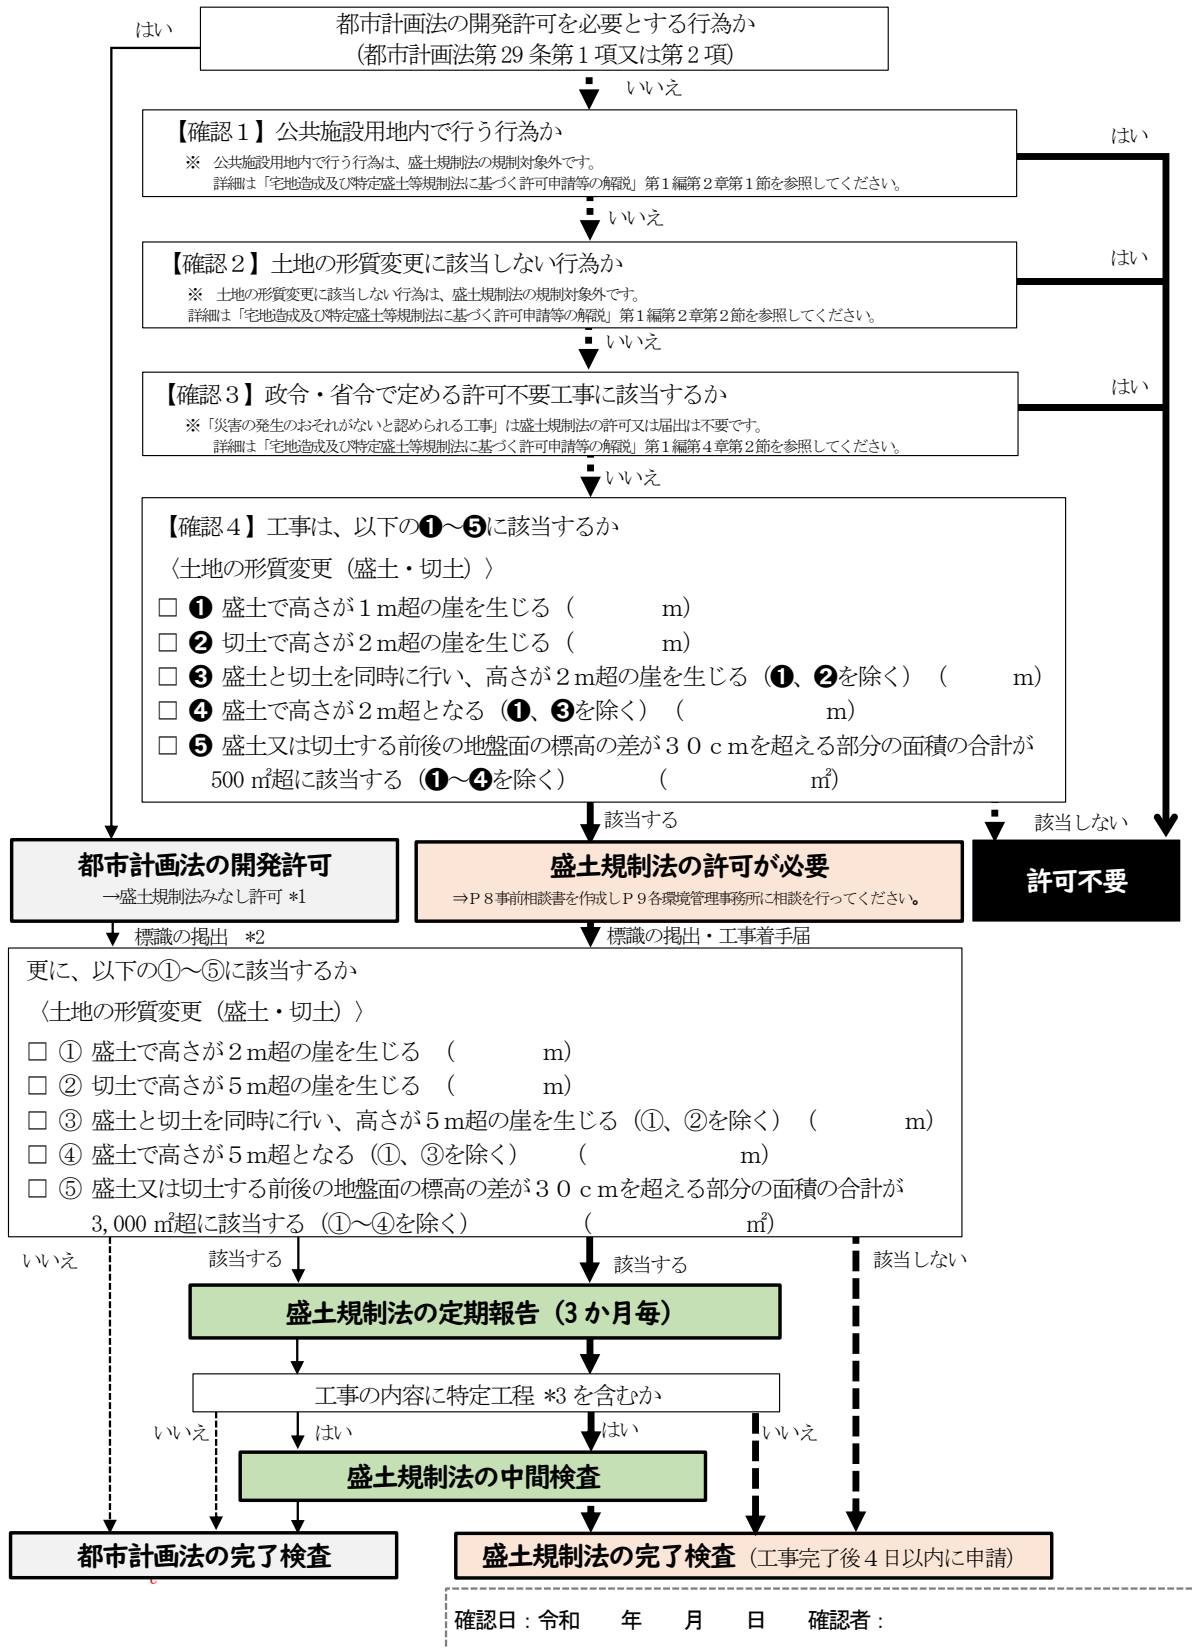 はい
都市計画法の開発許可を必要とする行為か
(都市計画法第29条第1項又は第2項)
いいえ
【確認１】公共施設用地内で行う行為か
※　公共施設用地内で行う行為は、盛土規制法の規制対象外です。
詳細は「宅地造成及び特定盛土等規制法に基づく許可申請等の解説」第１編第２章第１節を参照してください。
はい
いいえ
【確認２】土地の形質変更に該当しない行為か
※　土地の形質変更に該当しない行為は、盛土規制法の規制対象外です。
詳細は「宅地造成及び特定盛土等規制法に基づく許可申請等の解説」第１編第２章第２節を参照してください。
はい
いいえ
【確認３】政令・省令で定める許可不要工事に該当するか
※「災害の発生のおそれがないと認められる工事」は盛土規制法の許可又は届出は不要です。
詳細は「宅地造成及び特定盛土等規制法に基づく許可申請等の解説」第１編第４章第２節を参照してください。
はい
いいえ
【確認４】工事は、以下の❶～❺に該当するか
〈土地の形質変更（盛土・切土）〉
□ ❶ 盛土で高さが１ｍ超の崖を生じる（　　　　ｍ）
□ ❷ 切土で高さが２ｍ超の崖を生じる（　　　　ｍ）
□ ❸ 盛土と切土を同時に行い、高さが２ｍ超の崖を生じる（❶、❷を除く）（　　　ｍ）
□ ❹ 盛土で高さが２ｍ超となる（❶、❸を除く）（　　　　　　　ｍ）
□ ❺ 盛土又は切土する前後の地盤面の標高の差が３０ｃｍを超える部分の面積の合計が
500 ㎡超に該当する（❶～❹を除く）　　　　（　　　　　　　㎡）
該当する
該当しない
都市計画法の開発許可
→盛土規制法みなし許可 *1
盛土規制法の許可が必要
⇒Ｐ８事前相談書を作成しＰ９各環境管理事務所に相談を行ってください。
許可不要
標識の掲出　*2
標識の掲出・工事着手届
更に、以下の①～⑤に該当するか
〈土地の形質変更（盛土・切土）〉
□ ① 盛土で高さが２ｍ超の崖を生じる　（　　　　ｍ）
□ ② 切土で高さが５ｍ超の崖を生じる　（　　　　ｍ）
□ ③ 盛土と切土を同時に行い、高さが５ｍ超の崖を生じる（①、②を除く）（　　　　ｍ）
□ ④ 盛土で高さが５ｍ超となる（①、③を除く）　　（　　　　　　　ｍ）
□ ⑤ 盛土又は切土する前後の地盤面の標高の差が３０ｃｍを超える部分の面積の合計が
3,000 ㎡超に該当する（①～④を除く）　　　　　（　　　　　　　㎡）
いいえ
該当する
該当する
該当しない
盛土規制法の定期報告（3か月毎）
工事の内容に特定工程 *3 を含むか
いいえ
はい
はい
いいえ
盛土規制法の中間検査
都市計画法の完了検査
盛土規制法の完了検査（工事完了後４日以内に申請）
c
確認日：令和　　年　　月　　日　　確認者：